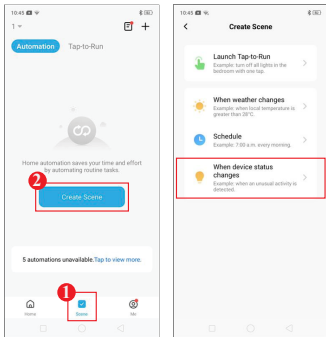 10:45
1
Automation Tap-to-Run
Home automation saves your time and effort
by automating routine tasks.
2
Create Scene
5 automations unavailable.Tap to view more.
1
Home Scene Me
10:45
Create Scene
Launch Tap-to-Run
Example: turn off all lights in the
bedroom with one tap.
When weather changes
Example: when local temperature is
greater than 28°C.
Schedule
Example: 7:00 a.m. every morning.
When device status
changes
Example: when an unusual activity is
detected.